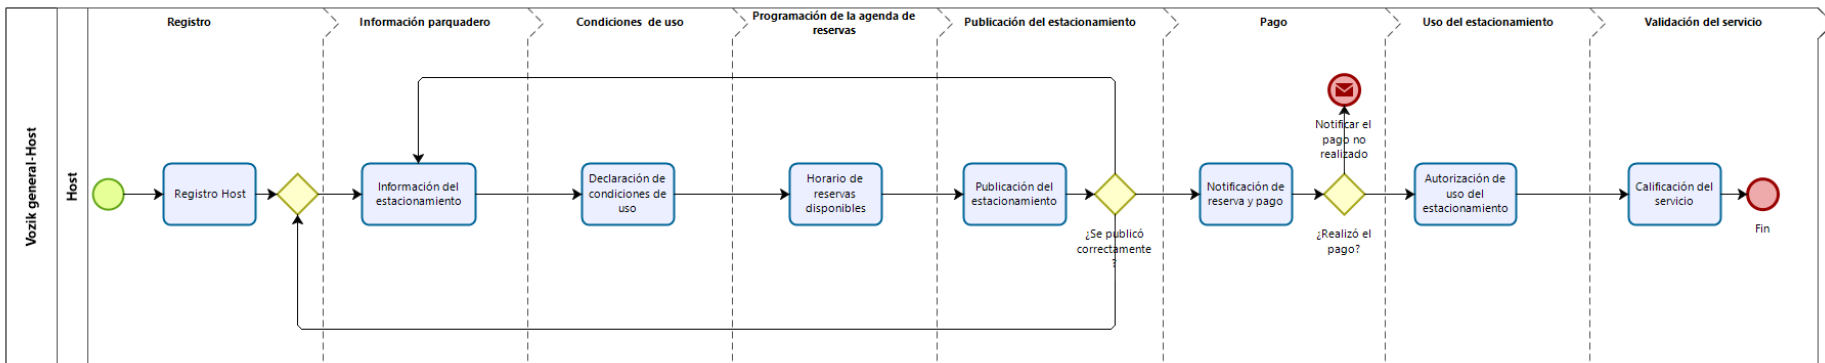 Vozik general-Host
Host
Registro
Información parquadero
Condiciones de uso
Programación de la agenda de
reservas
Publicación del estacionamiento
Pago
Uso del estacionamiento
Validación del servicio
Registro Host
Información del
estacionamiento
Declaración de
condiciones de
uso
Horario de
reservas
disponibles
Publicación del
estacionamiento
¿Se publicó
correctamente
?
Notificación de
reserva y pago
Notificar el
pago no
realizado
¿Realizó el
pago?
Autorización de
uso del
estacionamiento
Calificación del
servicio
Fin